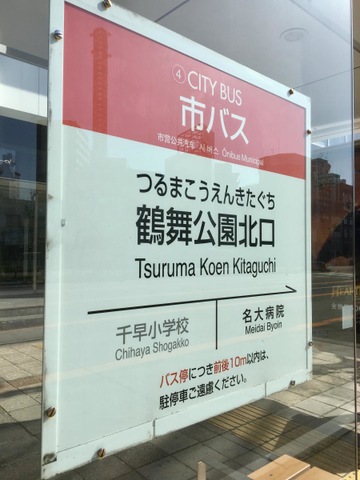 ④ CITY BUS
市バス
市营公共汽车 시버스 Ônibus Municipal
つるまこうえんきたぐち
鶴舞公園北口
Tsuruma Koen Kitaguchi
千早小学校 名大病院
Chihaya Shogakko Meidai Byoin
バス停につき前後10m以内は、
駐停車ご遠慮ください。